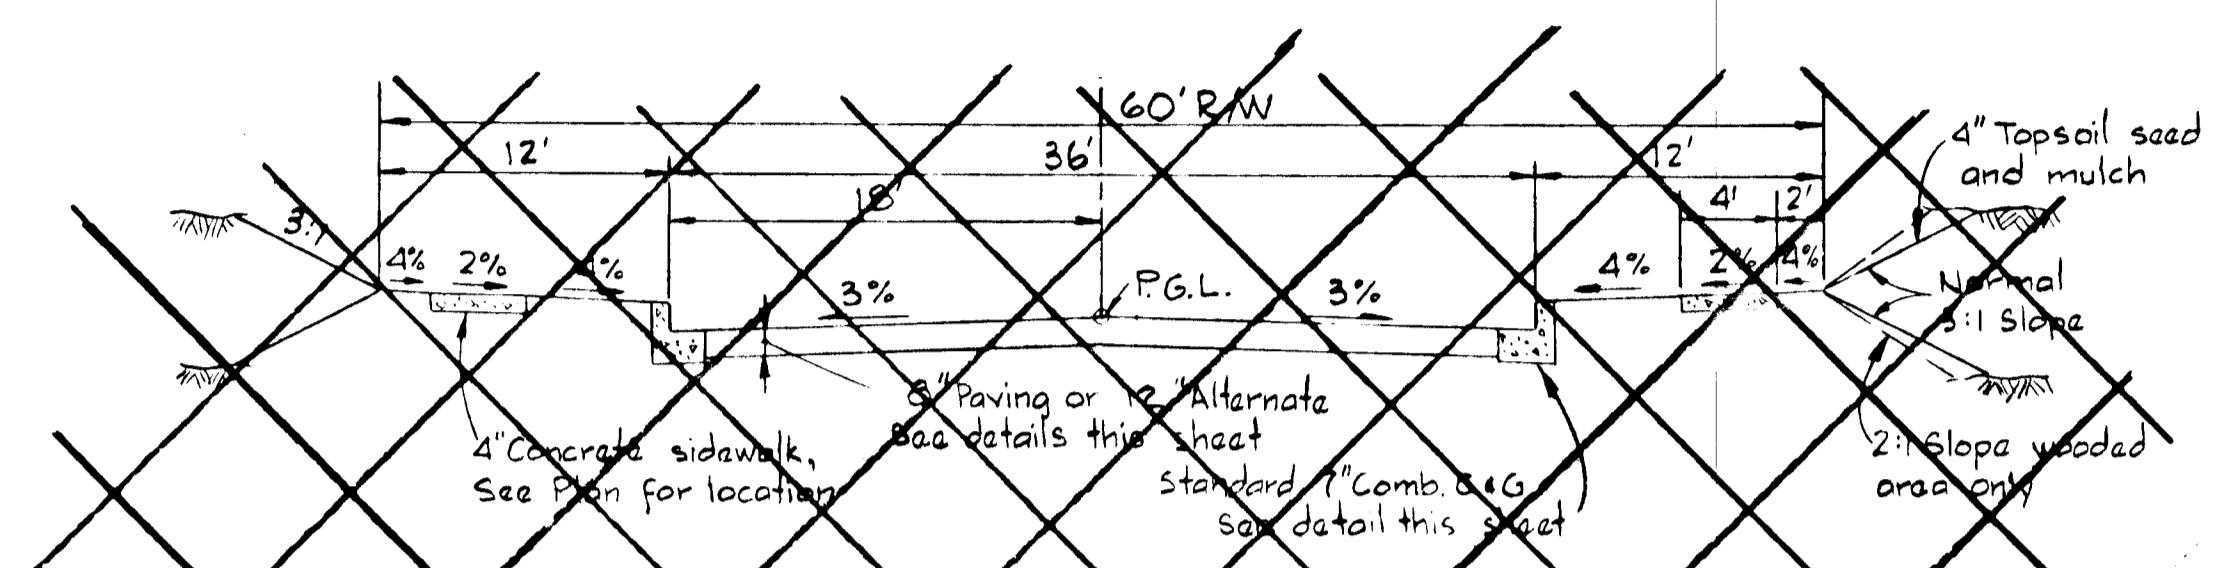 60' R/W
12'
36'
12'
18'
4'
2'
4" Topsoil seed
and mulch
3:1
4%
2%
%
3%
P.G.L.
3%
4%
2%
4%
Normal
3:1 Slope
8" Paving or 12" Alternate
See details this sheet
4" Concrete sidewalk,
See Plan for location
Standard 7" Comb. C & G
See detail this sheet
2:1 Slope wooded
area only